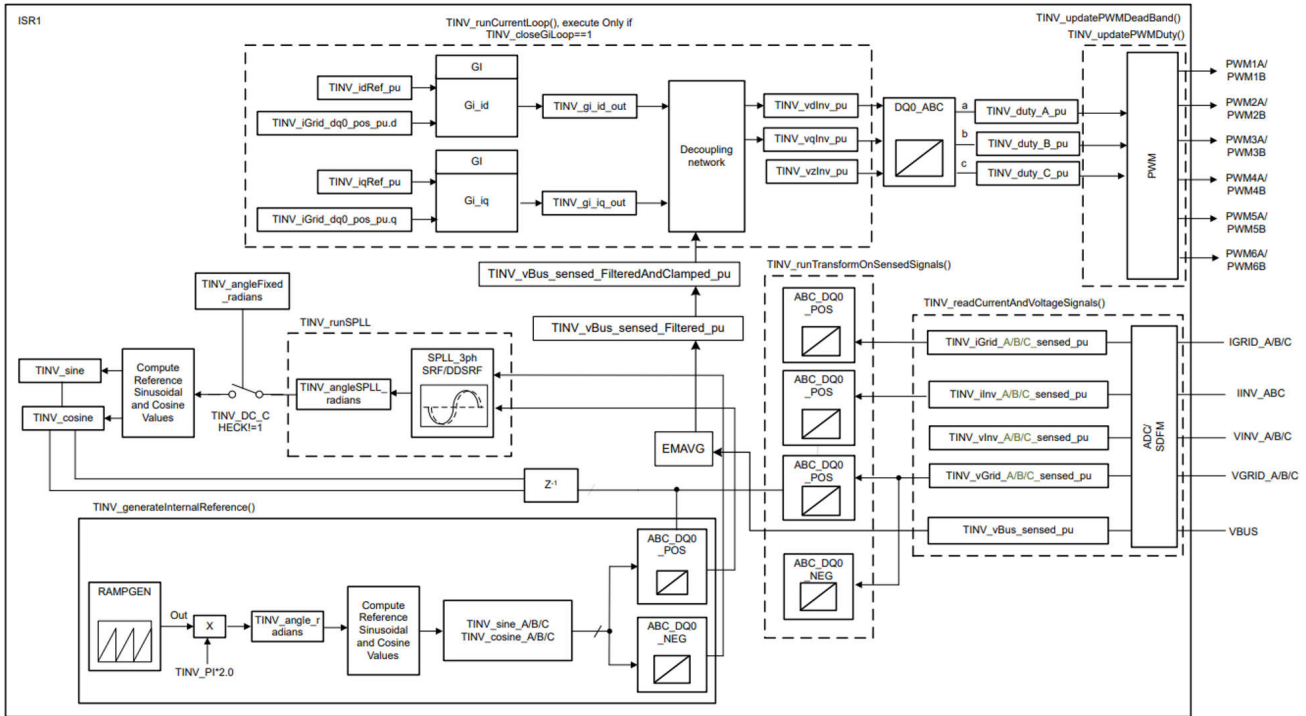 ISR1
TINV_runCurrentLoop(), execute Only if
TINV_closeGiLoop==1
TINV_updatePWMDeadBand()
TINV_updatePWMDuty()
GI
Gi_id
TINV_idRef_pu
TINV_iGrid_dq0_pos_pu.d
TINV_gi_id_out
GI
Gi_iq
TINV_iqRef_pu
TINV_iGrid_dq0_pos_pu.q
TINV_gi_iq_out
Decoupling
network
TINV_vdInv_pu
TINV_vqInv_pu
TINV_vzInv_pu
DQ0_ABC
a
b
c
TINV_duty_A_pu
TINV_duty_B_pu
TINV_duty_C_pu
PWM
PWM1A/
PWM1B
PWM2A/
PWM2B
PWM3A/
PWM3B
PWM4A/
PWM4B
PWM5A/
PWM5B
PWM6A/
PWM6B
TINV_vBus_sensed_FilteredAndClamped_pu
TINV_vBus_sensed_Filtered_pu
EMAVG
TINV_angleFixed
_radians
TINV_runSPLL
SPLL_3ph
SRF/DDSRF
TINV_angleSPLL_
radians
TINV_DC_C
HECK!=1
Compute
Reference
Sinusoidal
and Cosine
Values
TINV_sine
TINV_cosine
Z-1
TINV_runTransformOnSensedSignals()
ABC_DQ0
_POS
ABC_DQ0
_POS
ABC_DQ0
_POS
ABC_DQ0
_NEG
TINV_readCurrentAndVoltageSignals()
TINV_iGrid_A/B/C_sensed_pu
TINV_iInv_A/B/C_sensed_pu
TINV_vInv_A/B/C_sensed_pu
TINV_vGrid_A/B/C_sensed_pu
TINV_vBus_sensed_pu
ADC/
SDFM
IGRID_A/B/C
IINV_ABC
VINV_A/B/C
VGRID_A/B/C
VBUS
TINV_generateInternalReference()
RAMPGEN
Out
X
TINV_PI*2.0
TINV_angle_r
adians
Compute
Reference
Sinusoidal
and Cosine
Values
TINV_sine_A/B/C
TINV_cosine_A/B/C
ABC_DQ0
_POS
ABC_DQ0
_NEG